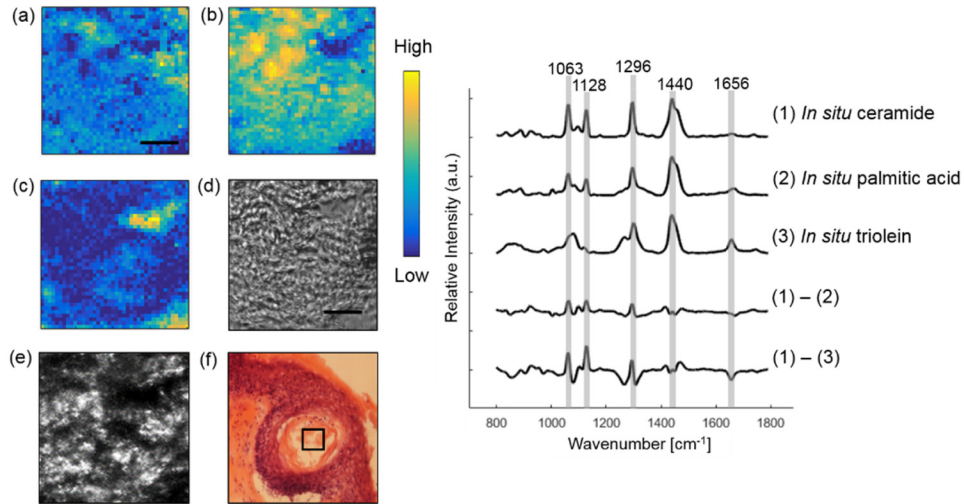 (a)
(b)
High
Low
(c)
(d)
(e)
(f)
1063
1128
1296
1440
1656
(1) In situ ceramide
(2) In situ palmitic acid
(3) In situ triolein
(1) – (2)
(1) – (3)
Relative Intensity (a.u.)
800 1000 1200 1400 1600 1800
Wavenumber [cm⁻¹]